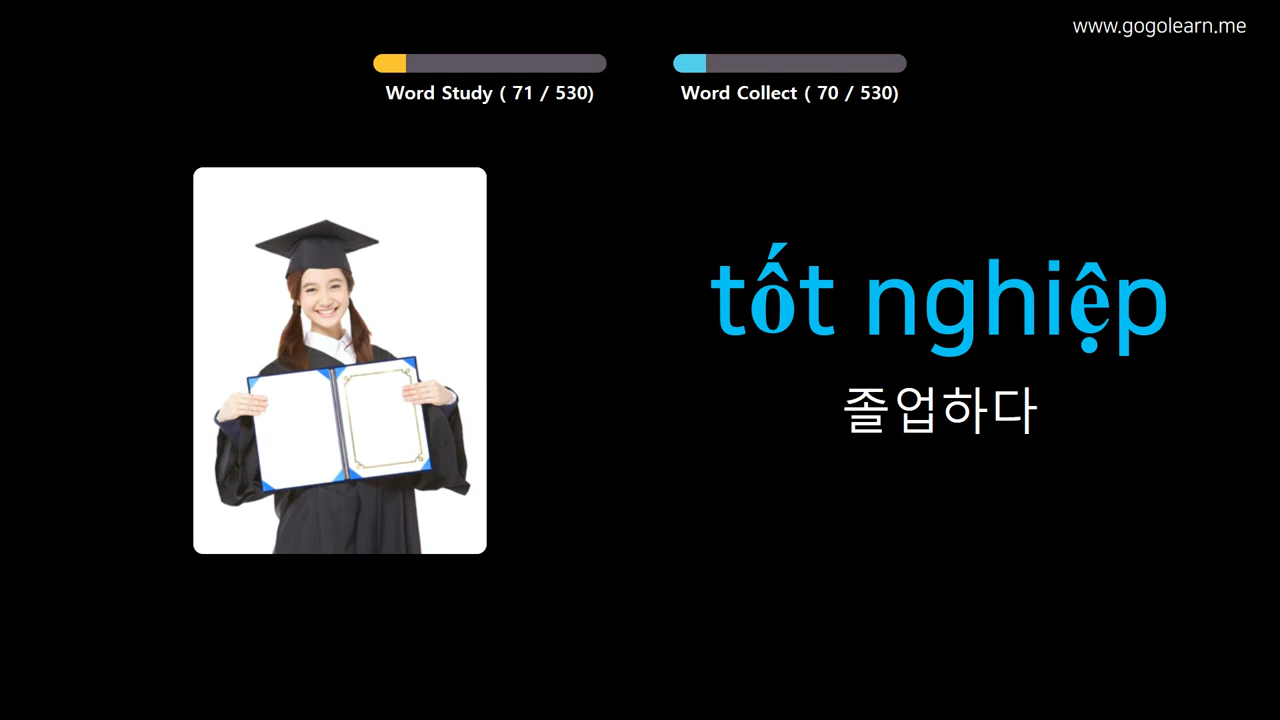 www.gogolearn.me
Word Study ( 71 / 530)
Word Collect ( 70 / 530)
tốt nghiệp
졸업하다